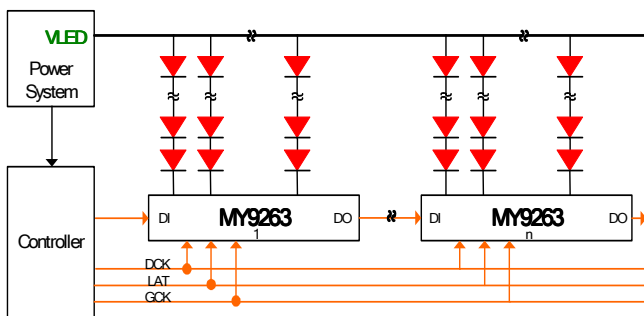 VLED
Power
System
Controller
DI MY9263 DO
1
DI MY9263 DO
n
DCK
LAT
GCK